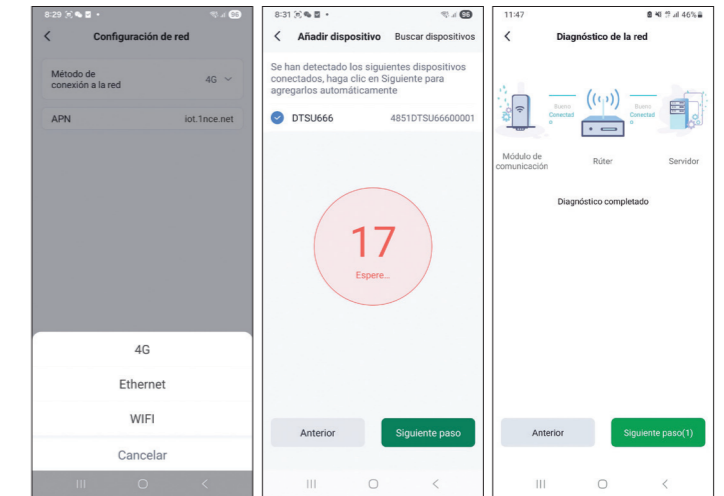 8:29
96
Configuración de red
Método de
conexión a la red
4G
APN
iot.1nce.net
4G
Ethernet
WIFI
Cancelar
8:31
96
Añadir dispositivo
Buscar dispositivos
Se han detectado los siguientes dispositivos
conectados, haga clic en Siguiente para
agregarlos automáticamente
DTSU666
4851DTSU66600001
17
Espere...
Anterior
Siguiente paso
11:47
46%
Diagnóstico de la red
Bueno
Conectad
o
Bueno
Conectad
o
Módulo de
comunicación
Rúter
Servidor
Diagnóstico completado
Anterior
Siguiente paso(1)